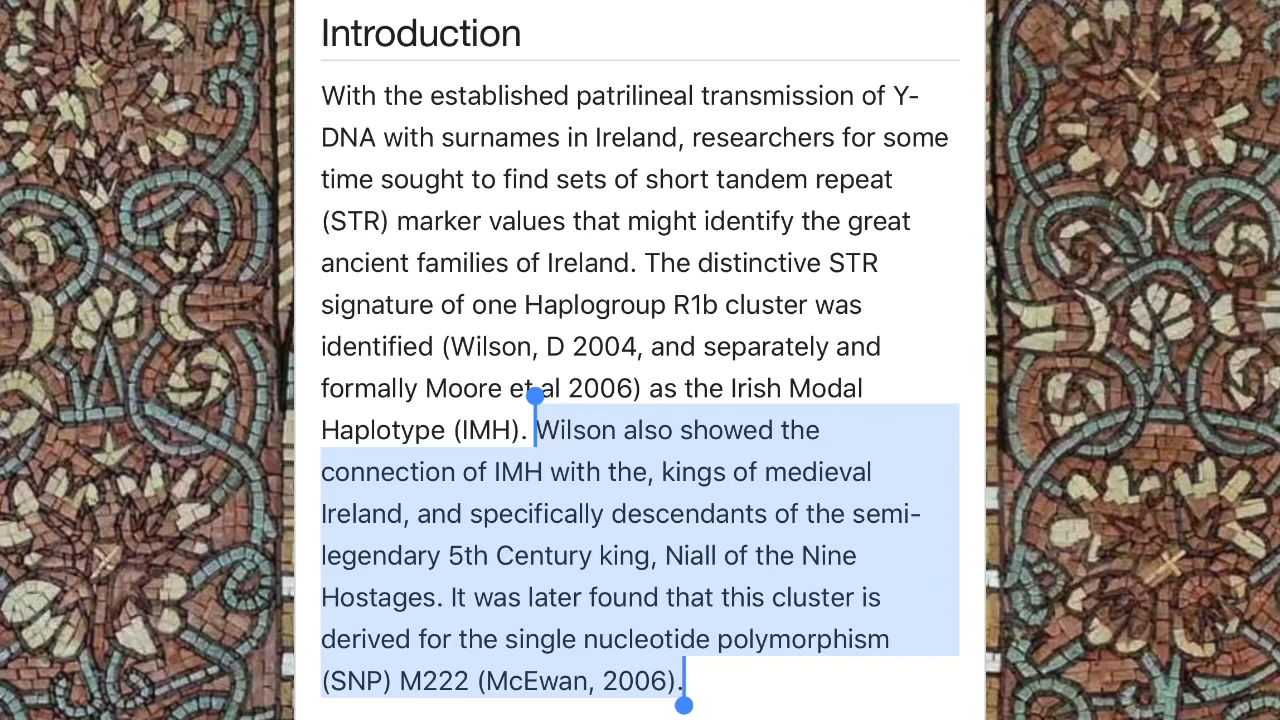 Introduction
With the established patrilineal transmission of Y-
DNA with surnames in Ireland, researchers for some
time sought to find sets of short tandem repeat
(STR) marker values that might identify the great
ancient families of Ireland. The distinctive STR
signature of one Haplogroup R1b cluster was
identified (Wilson, D 2004, and separately and
formally Moore et al 2006) as the Irish Modal
Haplotype (IMH). Wilson also showed the
connection of IMH with the, kings of medieval
Ireland, and specifically descendants of the semi-
legendary 5th Century king, Niall of the Nine
Hostages. It was later found that this cluster is
derived for the single nucleotide polymorphism
(SNP) M222 (McEwan, 2006).